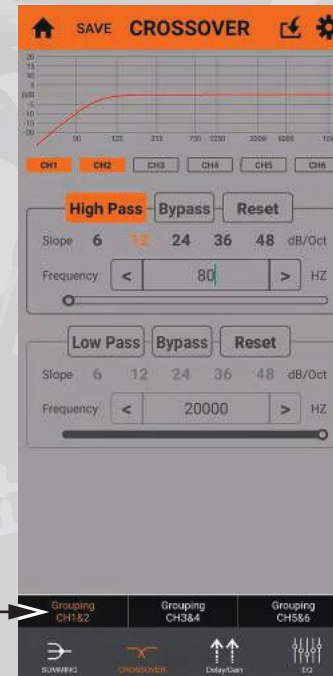 SAVE CROSSOVER
20
15
10
5
0dB
-5
-10
-15
-20
50 125 315 750 1250 3200 8000
CH1 CH2 CH3 CH4 CH5 CH6
High Pass Bypass Reset
Slope 6 12 24 36 48 dB/Oct
Frequency < 80 > HZ
Low Pass Bypass Reset
Slope 6 12 24 36 48 dB/Oct
Frequency < 20000 > HZ
Grouping Grouping Grouping
CH1&2 CH3&4 CH5&6
SUMMING CROSSOVER Delay/Gain EQ